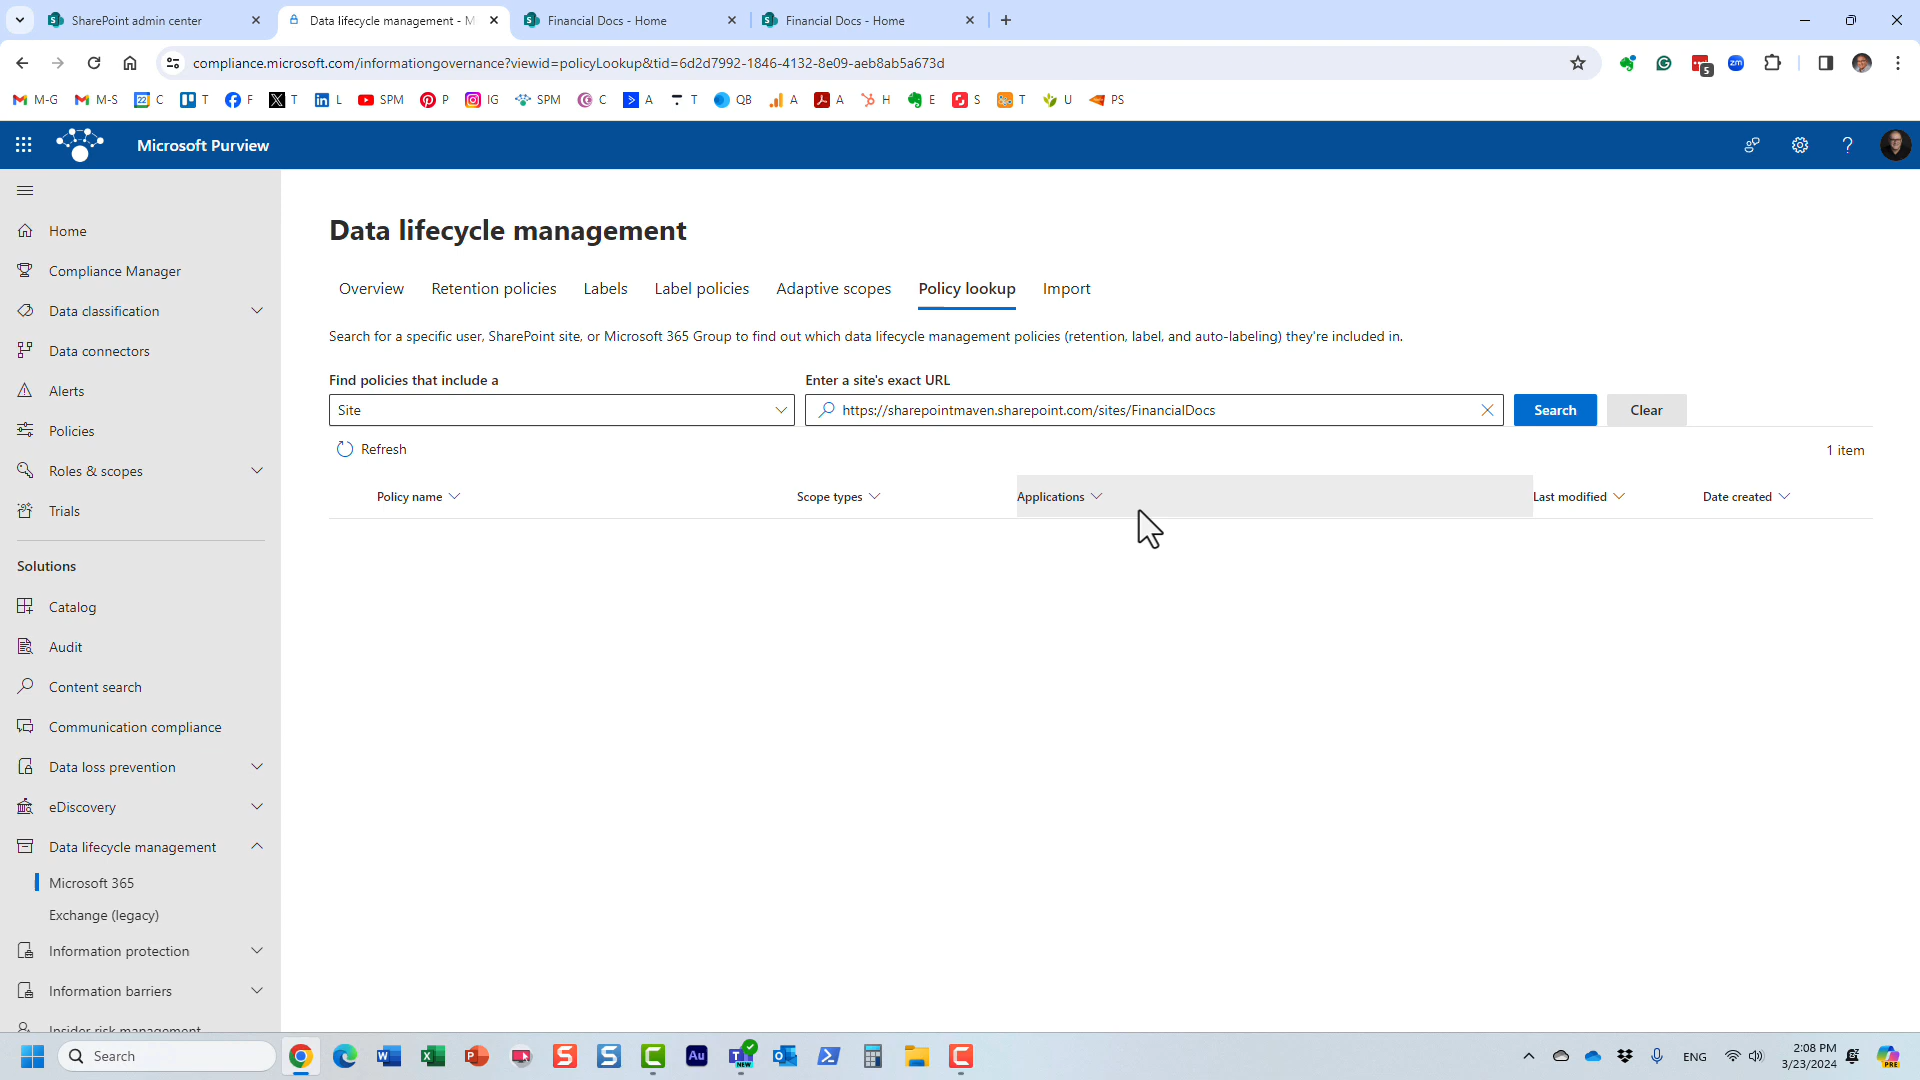 SharePoint admin center
Data lifecycle management - M
Financial Docs - Home
Financial Docs - Home
compliance.microsoft.com/informationgovernance?viewid=policyLookup&tid=6d2d7992-1846-4132-8e09-aeb8ab5a673d
5
zm
M-G
M-S
22
C
T
F
T
L
SPM
P
IG
SPM
C
A
T
QB
A
A
H
E
S
T
U
PS
Microsoft Purview
Home
Compliance Manager
Data classification
Data connectors
Alerts
Policies
Roles & scopes
Trials
Solutions
Catalog
Audit
Content search
Communication compliance
Data loss prevention
eDiscovery
Data lifecycle management
Microsoft 365
Exchange (legacy)
Information protection
Information barriers
Insider risk management
Data lifecycle management
Overview
Retention policies
Labels
Label policies
Adaptive scopes
Policy lookup
Import
Search for a specific user, SharePoint site, or Microsoft 365 Group to find out which data lifecycle management policies (retention, label, and auto-labeling) they're included in.
Find policies that include a
Enter a site's exact URL
Site
https://sharepointmaven.sharepoint.com/sites/FinancialDocs
Search
Clear
Refresh
1 item
Policy name
Scope types
Applications
Last modified
Date created
Search
Au
NEW
ENG
2:08 PM
3/23/2024
PRE